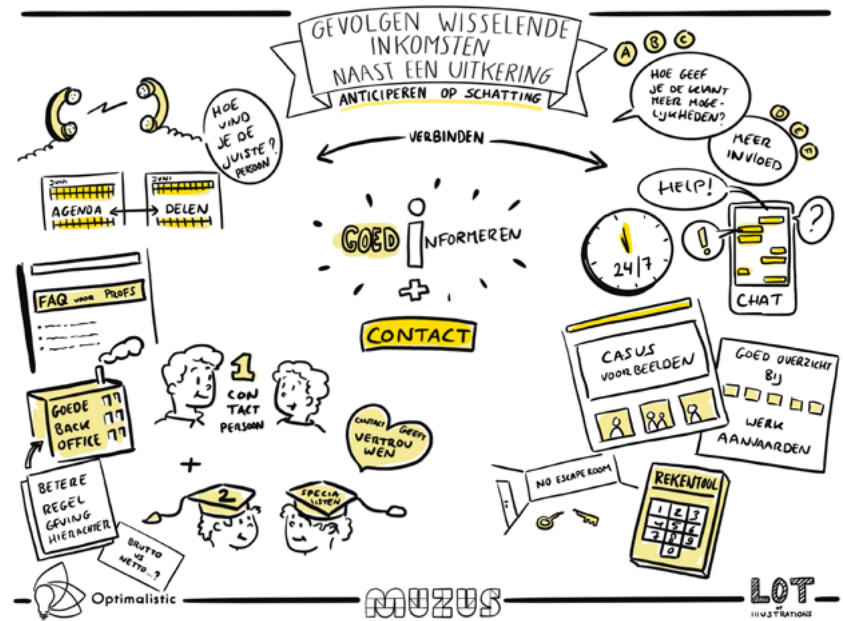 GEVOLGEN WISSELENDE
INKOMSTEN
NAAST EEN UITKERING
ANTICIPEREN OP SCHATTING
HOE
VIND
JE DE
JUISTE?
PERSOON
JUNI
JUNI
AGENDA
DELEN
VERBINDEN
GOED INFORMEREN
+
CONTACT
A B C
HOE GEEF
JE DE KLANT
MEER MOGE-
LIJKHEDEN?
D E F
MEER
INVLOED
HELP!
?
!
24/7
CHAT
FAQ VOOR PROFS
GOEDE
BACK
OFFICE
BETERE
REGEL
GEVING
HIERACHTER
BRUTTO
VS
NETTO...?
1
CON
TACT
PERSOON
+
2
SPECIA
LISTEN
CONTACT GEEFT
VERTROU
WEN
CASUS
VOORBEELDEN
GOED OVERZICHT
BIJ
WERK
AANVAARDEN
NO ESCAPEROOM
REKENTOOL
1 2 3
4 5 6
7 8 9
0
Optimalistic
MUZUS
LOT
OF
ILLUSTRATIONS